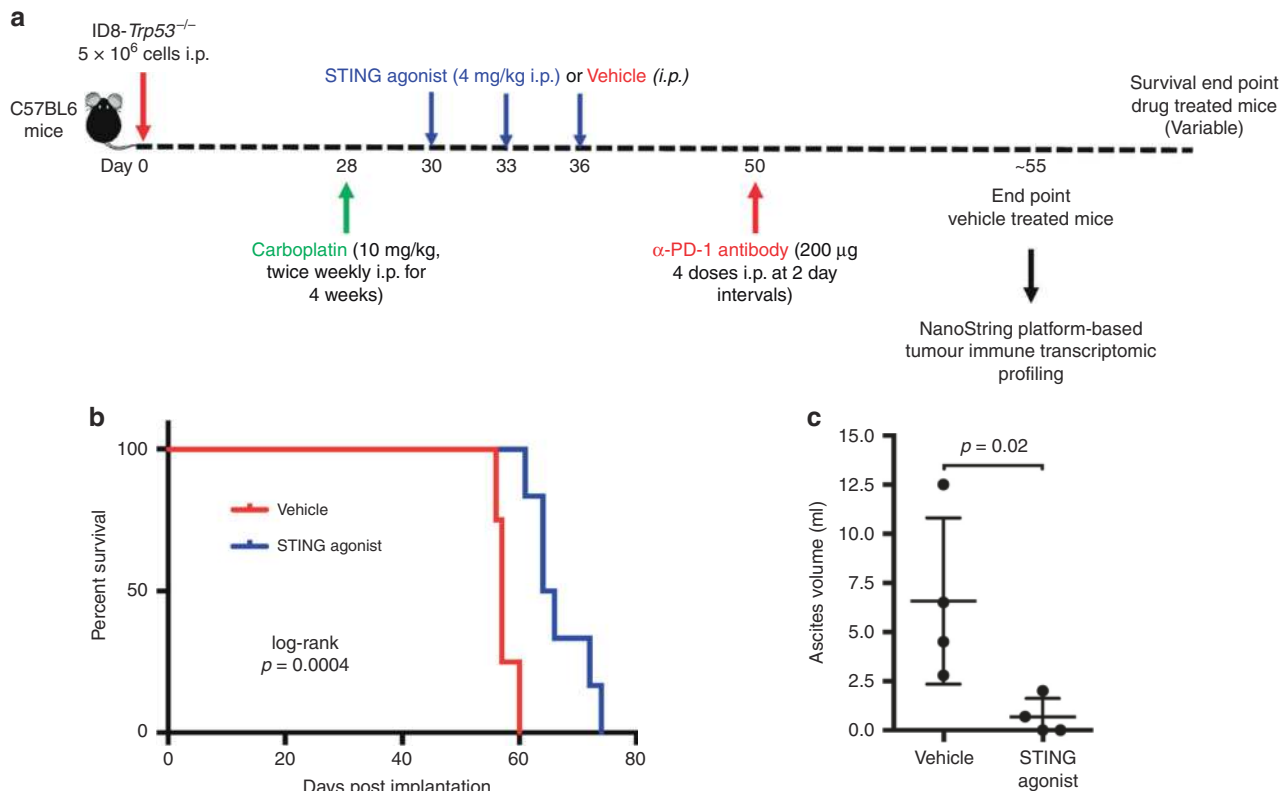 a
ID8-Trp53⁻/⁻
5 × 10⁶ cells i.p.
C57BL6
mice
STING agonist (4 mg/kg i.p.) or Vehicle (i.p.)
Survival end point
drug treated mice
(Variable)
Day 0 28 30 33 36 50 ~55
Carboplatin (10 mg/kg,
twice weekly i.p. for
4 weeks)
α-PD-1 antibody (200 µg
4 doses i.p. at 2 day
intervals)
End point
vehicle treated mice
NanoString platform-based
tumour immune transcriptomic
profiling
b
Percent survival
100
50
0
Vehicle
STING agonist
log-rank
p = 0.0004
0 20 40 60 80
Days post implantation
c
Ascites volume (ml)
15.0
12.5
10.0
7.5
5.0
2.5
0.0
p = 0.02
Vehicle
STING
agonist